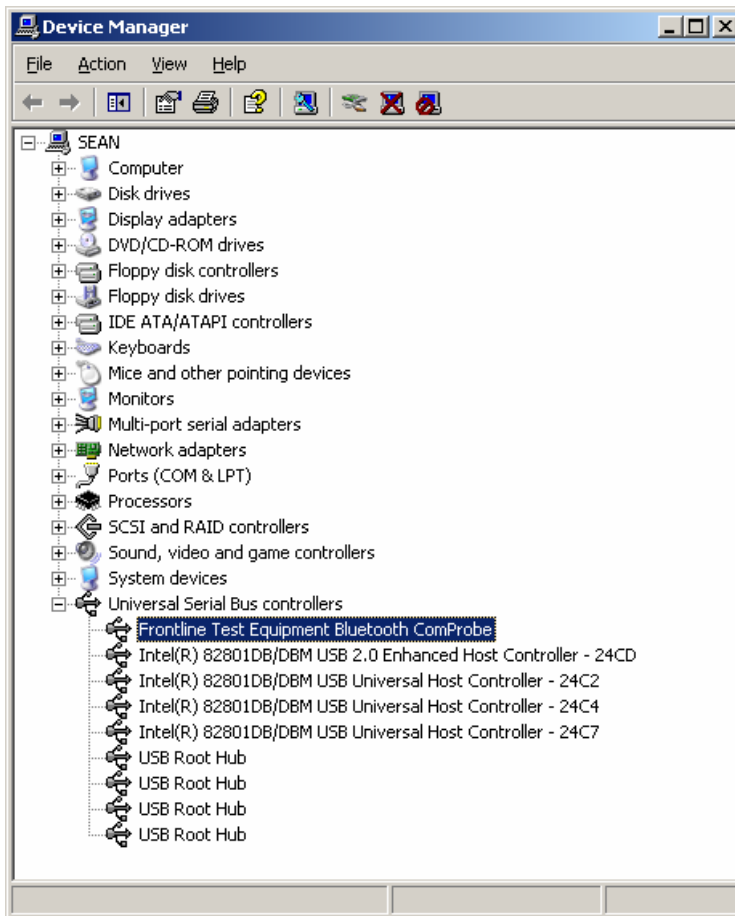 Device Manager
File Action View Help
SEAN
Computer
Disk drives
Display adapters
DVD/CD-ROM drives
Floppy disk controllers
Floppy disk drives
IDE ATA/ATAPI controllers
Keyboards
Mice and other pointing devices
Monitors
Multi-port serial adapters
Network adapters
Ports (COM & LPT)
Processors
SCSI and RAID controllers
Sound, video and game controllers
System devices
Universal Serial Bus controllers
Frontline Test Equipment Bluetooth ComProbe
Intel(R) 82801DB/DBM USB 2.0 Enhanced Host Controller - 24CD
Intel(R) 82801DB/DBM USB Universal Host Controller - 24C2
Intel(R) 82801DB/DBM USB Universal Host Controller - 24C4
Intel(R) 82801DB/DBM USB Universal Host Controller - 24C7
USB Root Hub
USB Root Hub
USB Root Hub
USB Root Hub